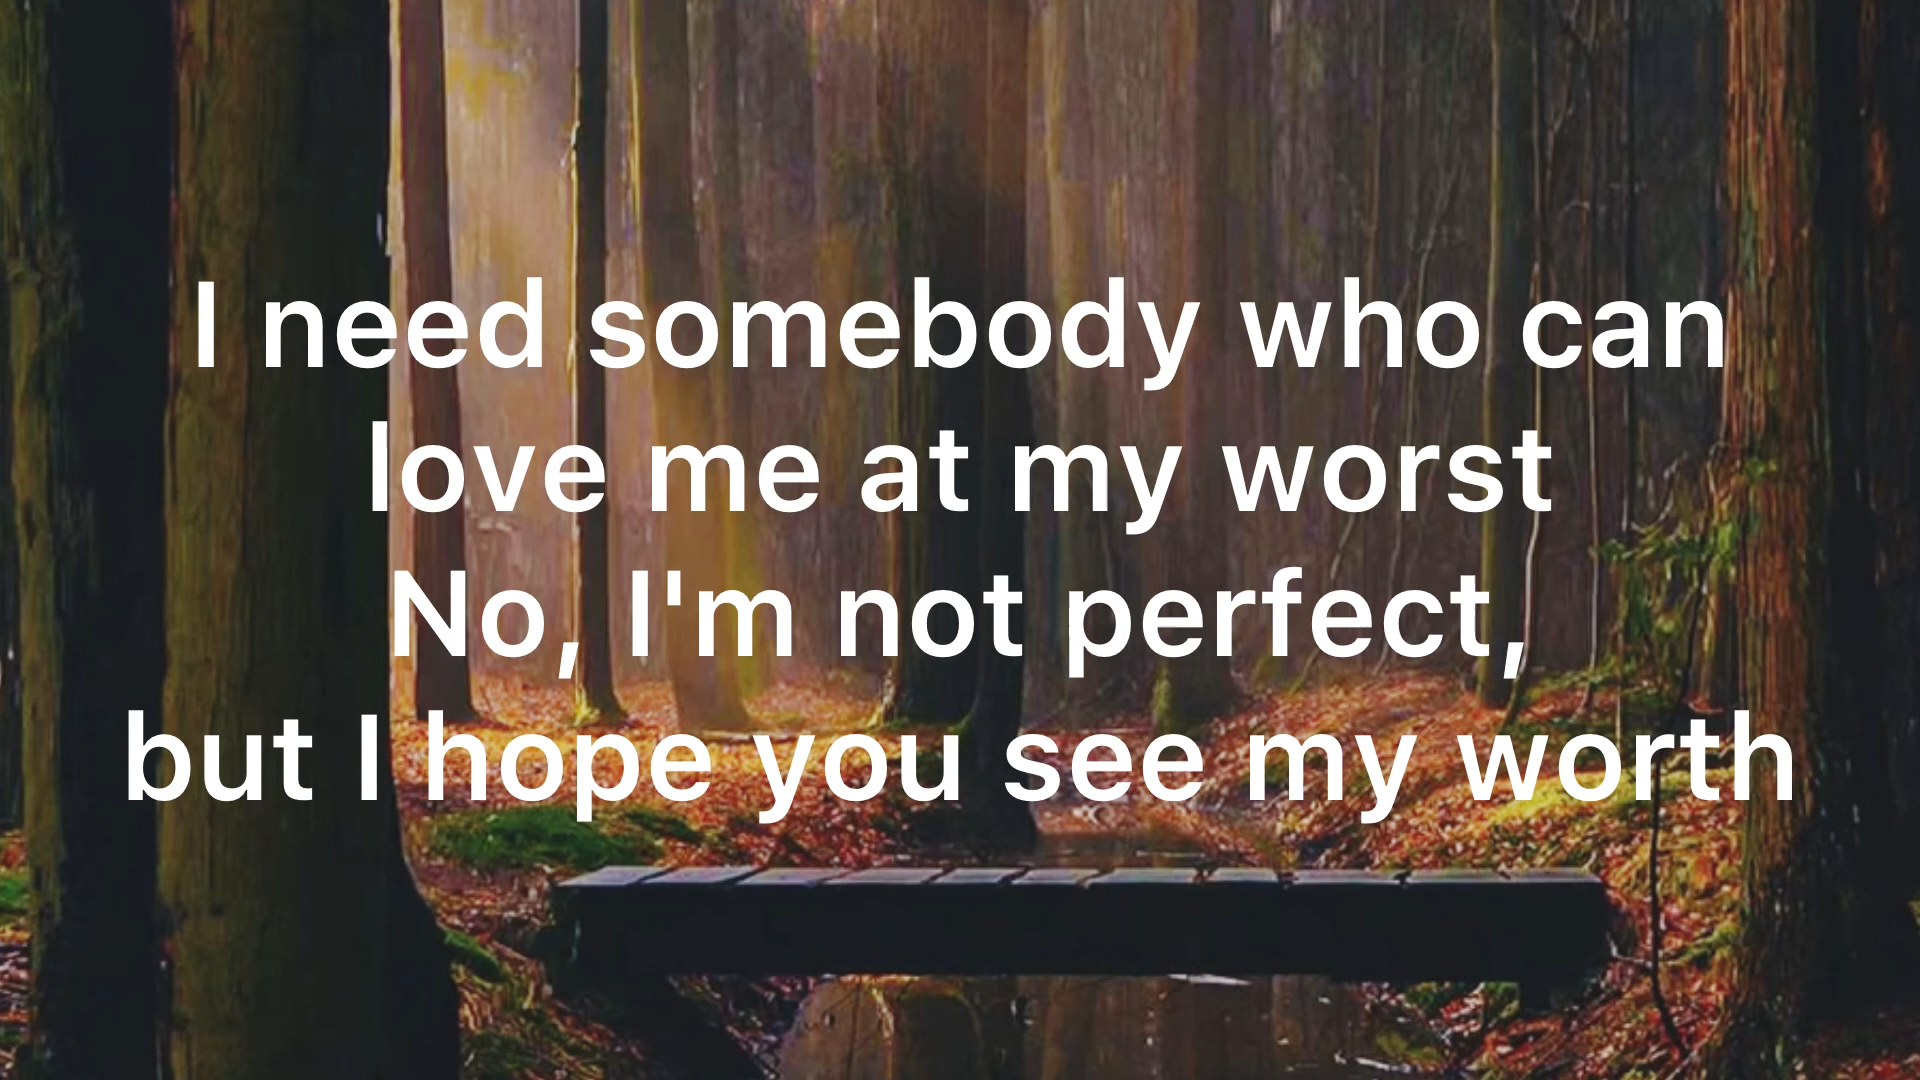 I need somebody who can
love me at my worst
No, I'm not perfect,
but I hope you see my worth